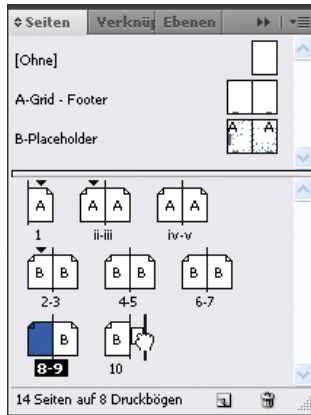 Seiten Verknüp Ebenen
[Ohne]
A-Grid - Footer
B-Placeholder A A
A A A A A
1 ii-iii iv-v
B B B B B B
2-3 4-5 6-7
B B
8-9 10
14 Seiten auf 8 Druckbögen